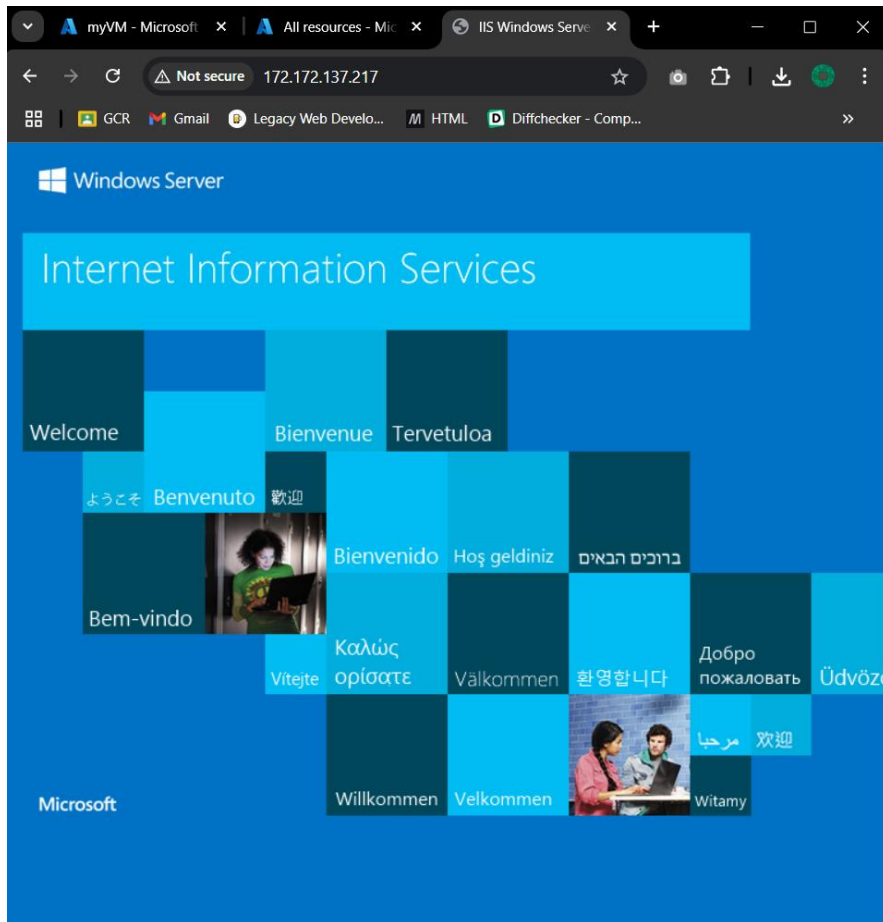 myVM - Microsoft
All resources - Mic
IIS Windows Serve
Not secure
172.172.137.217
GCR
Gmail
Legacy Web Develo...
HTML
Diffchecker - Comp...
Windows Server
Internet Information Services
Welcome
Bienvenue
Tervetuloa
ようこそ
Benvenuto
歡迎
Bienvenido
Hoş geldiniz
ברוכים הבאים
Bem-vindo
Vítejte
Καλώς
ορίσατε
Välkommen
환영합니다
Добро
пожаловать
Üdvöz
Willkommen
Velkommen
مرحبا
欢迎
Witamy
Microsoft